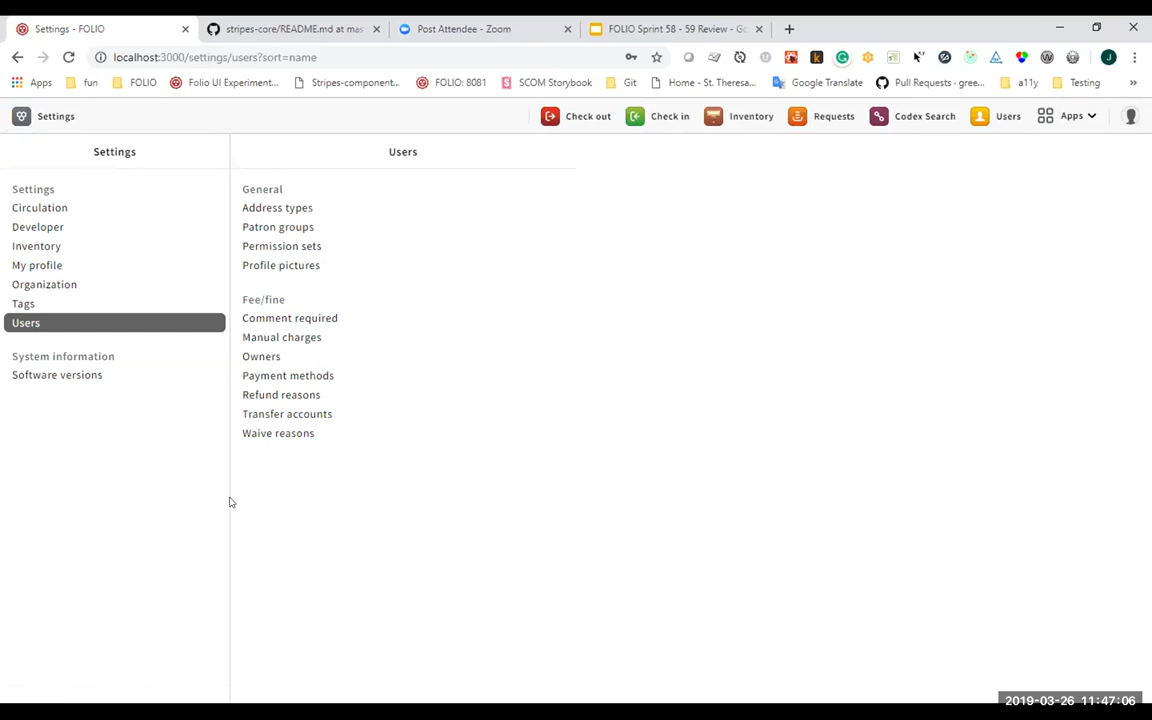 Settings - FOLIO
stripes-core/README.md at mas
Post Attendee - Zoom
FOLIO Sprint 58 - 59 Review - Go
localhost:3000/settings/users?sort=name
Apps
fun
FOLIO
Folio UI Experiment...
Stripes-component...
FOLIO: 8081
SCOM Storybook
Git
Home - St. Theresa...
Google Translate
Pull Requests · gree...
a11y
Testing
Settings
Check out
Check in
Inventory
Requests
Codex Search
Users
Apps
Settings
Settings
Circulation
Developer
Inventory
My profile
Organization
Tags
Users
System information
Software versions
Users
General
Address types
Patron groups
Permission sets
Profile pictures
Fee/fine
Comment required
Manual charges
Owners
Payment methods
Refund reasons
Transfer accounts
Waive reasons
2019-03-26 11:47:06